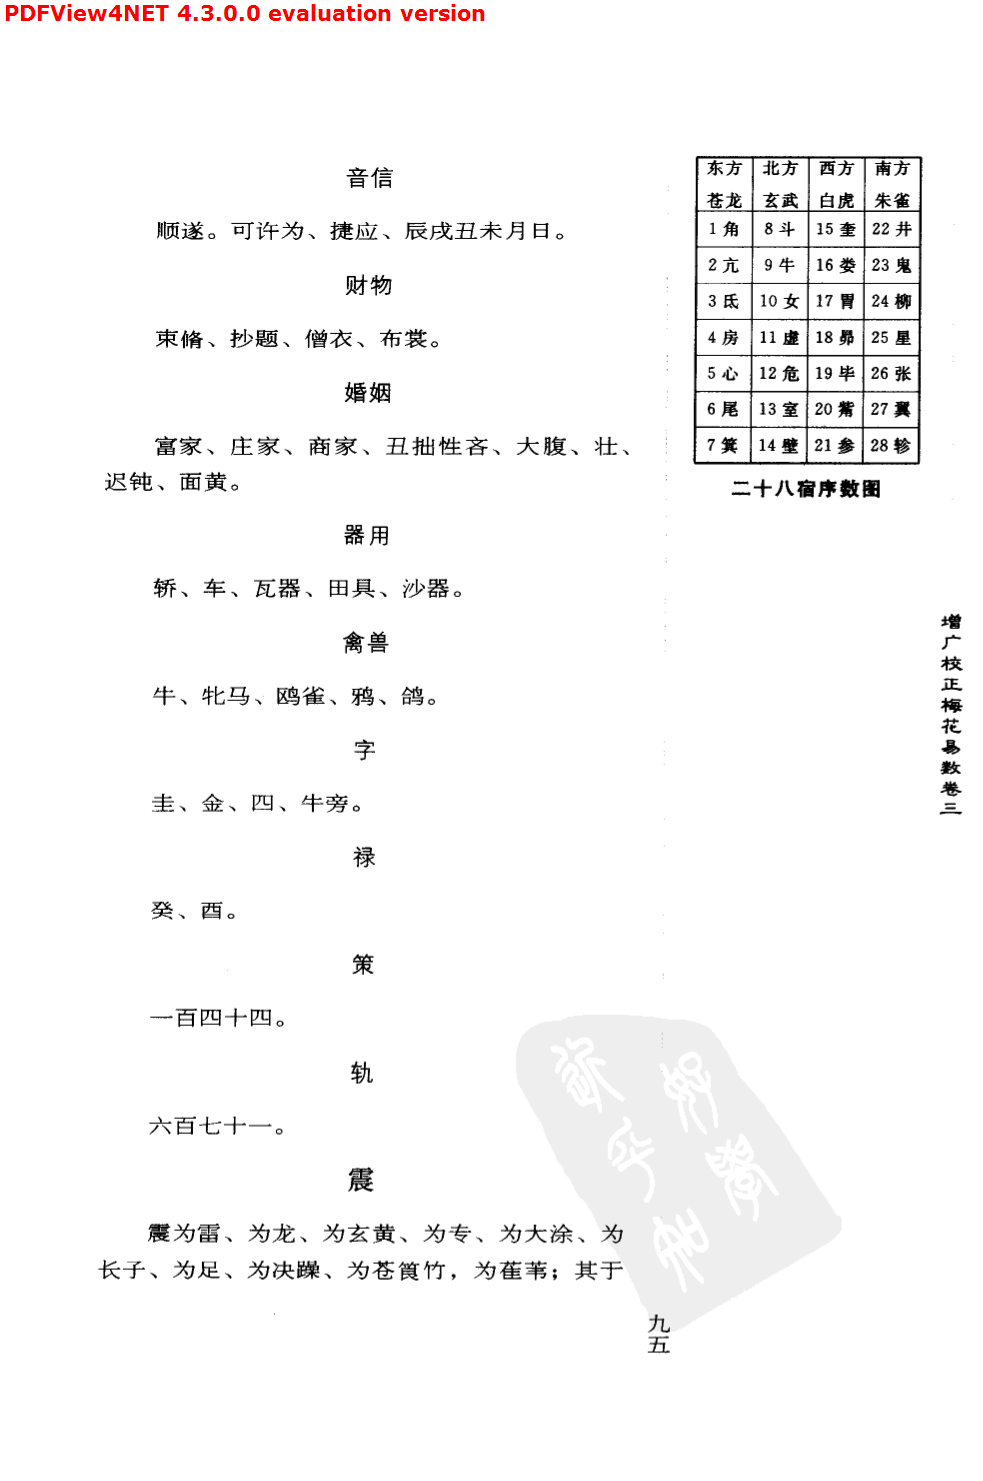 PDFView4NET 4.3.0.0 evaluation version
音信
顺遂。可许为、捷应、辰戌丑未月日。
财物
束脩、抄题、僧衣、布裳。
婚姻
富家、庄家、商家、丑拙性吝、大腹、壮、
迟钝、面黄。
器用
轿、车、瓦器、田具、沙器。
禽兽
牛、牝马、鸥雀、鸦、鸽。
字
圭、金、四、牛旁。
禄
癸、酉。
策
一百四十四。
轨
六百七十一。
震
震为雷、为龙、为玄黄、为专、为大涂、为
长子、为足、为决躁、为苍筤竹，为萑苇；其于
东方 北方 西方 南方
苍龙 玄武 白虎 朱雀
1 角 8 斗 15 奎 22 井
2 亢 9 牛 16 娄 23 鬼
3 氐 10 女 17 胃 24 柳
4 房 11 虚 18 昴 25 星
5 心 12 危 19 毕 26 张
6 尾 13 室 20 觜 27 翼
7 箕 14 壁 21 参 28 轸
二十八宿序数图
增广校正梅花易数卷三
九五